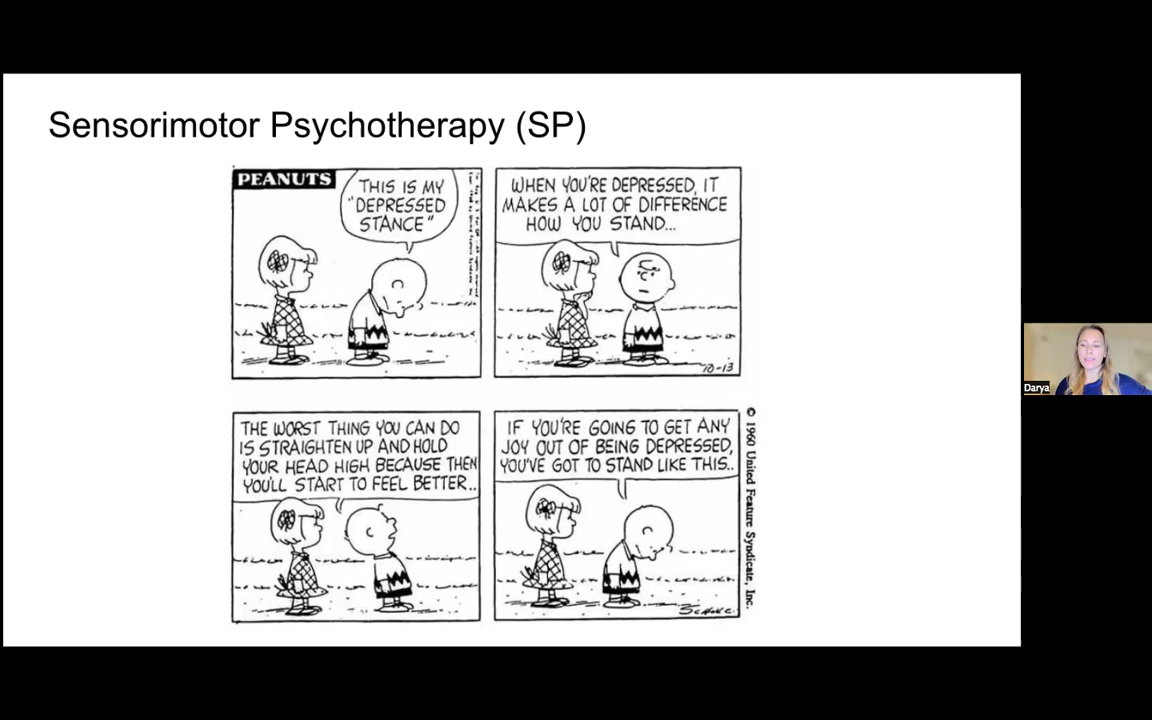 Sensorimotor Psychotherapy (SP)
PEANUTS
THIS IS MY
"DEPRESSED
STANCE"
WHEN YOU'RE DEPRESSED, IT
MAKES A LOT OF DIFFERENCE
HOW YOU STAND...
10-13
THE WORST THING YOU CAN DO
IS STRAIGHTEN UP AND HOLD
YOUR HEAD HIGH BECAUSE THEN
YOU'LL START TO FEEL BETTER..
IF YOU'RE GOING TO GET ANY
JOY OUT OF BEING DEPRESSED,
YOU'VE GOT TO STAND LIKE THIS..
© 1960 United Feature Syndicate, Inc.
Darya